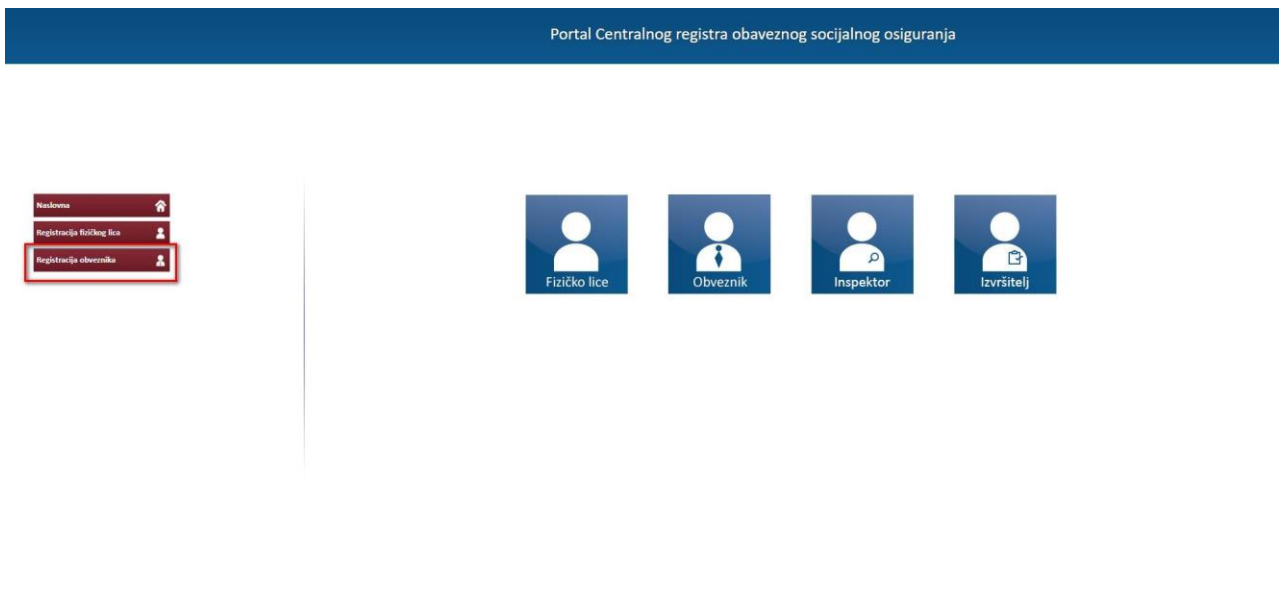 Portal Centralnog registra obaveznog socijalnog osiguranja
Naslovna
Registracija fizičkog lica
Registracija obveznika
Fizičko lice
Obveznik
Inspektor
Izvršitelj